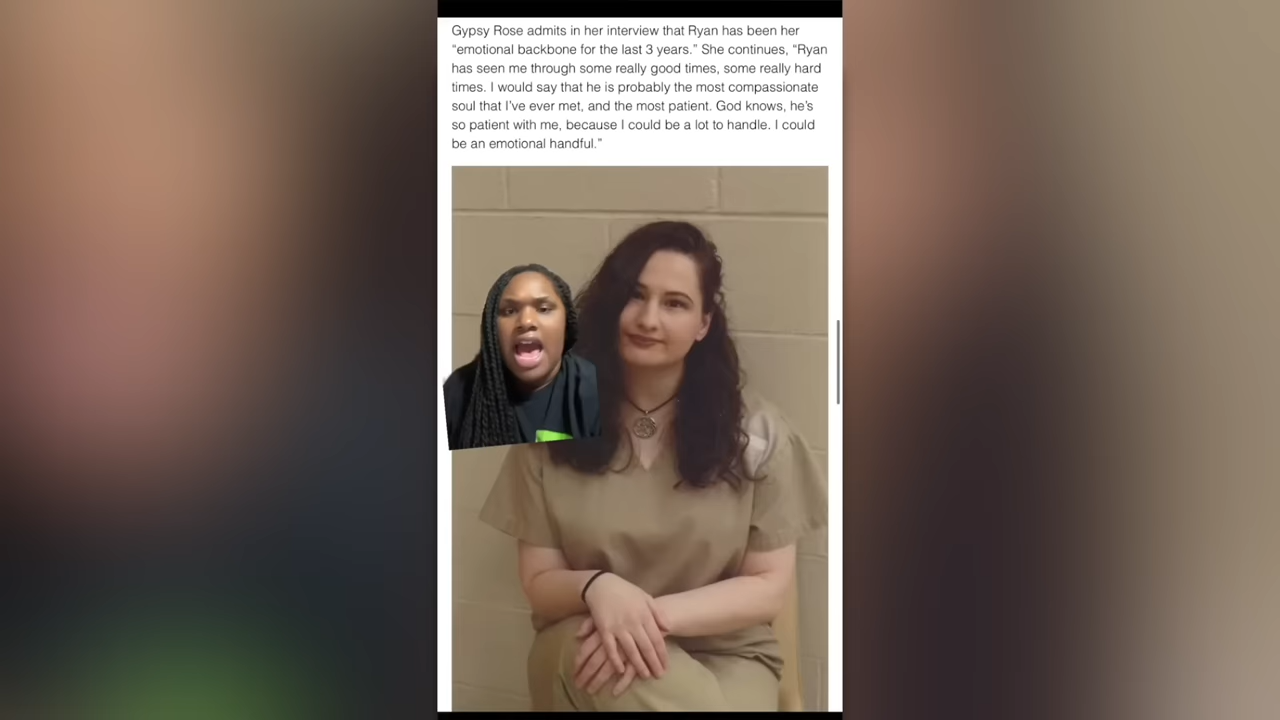 Gypsy Rose admits in her interview that Ryan has been her
“emotional backbone for the last 3 years.” She continues, “Ryan
has seen me through some really good times, some really hard
times. I would say that he is probably the most compassionate
soul that I’ve ever met, and the most patient. God knows, he’s
so patient with me, because I could be a lot to handle. I could
be an emotional handful.”